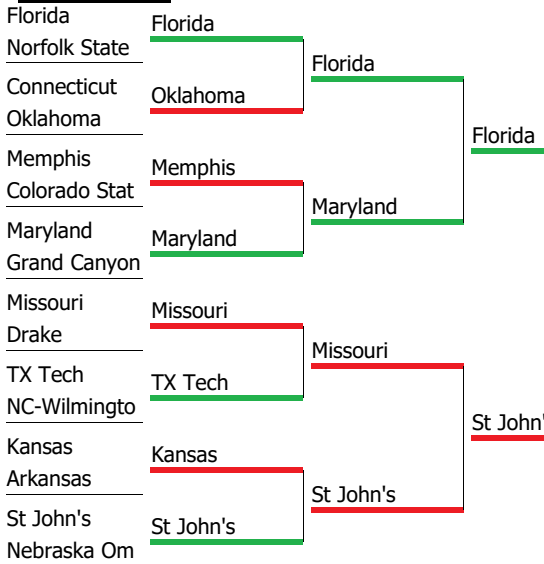 Florida
Norfolk State
Connecticut
Oklahoma
Memphis
Colorado Stat
Maryland
Grand Canyon
Missouri
Drake
TX Tech
NC-Wilmingto
Kansas
Arkansas
St John's
Nebraska Om
Florida
Oklahoma
Memphis
Maryland
Missouri
TX Tech
Kansas
St John's
Florida
Maryland
Missouri
St John's
Florida
St John'